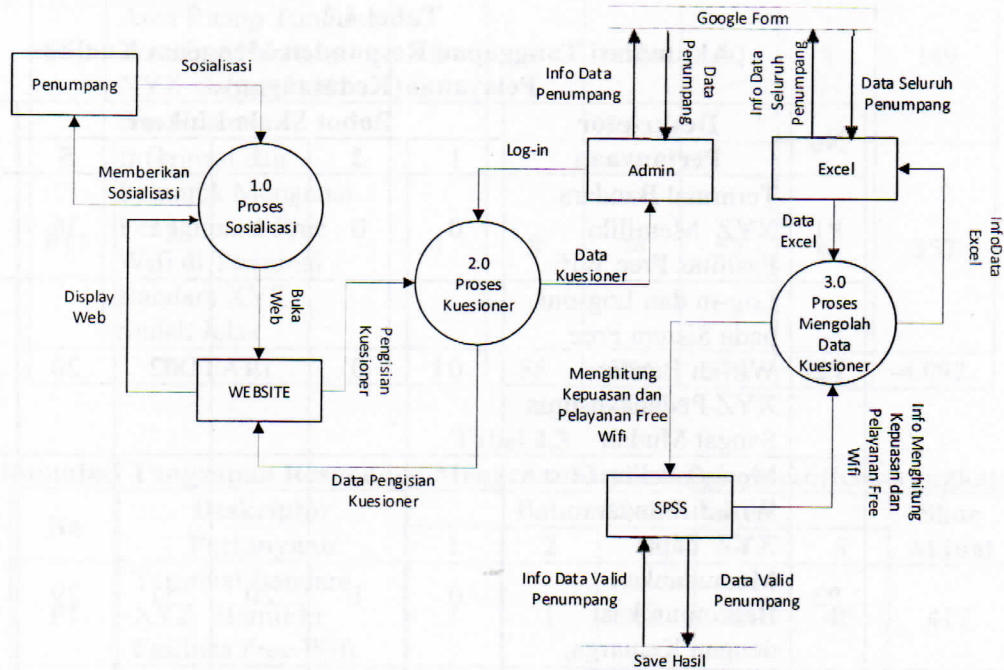 Google Form
Sosialisasi
Penumpang
Info Data
Penumpang
Data
Penumpang
Info Data
Seluruh
Penumpang
Data Seluruh
Penumpang
Log-in
Admin
Excel
Memberikan
Sosialisasi
1.0
Proses
Sosialisasi
Data
Excel
InfoData
Excel
Data
Kuesioner
2.0
Proses
Kuesioner
3.0
Proses
Mengolah
Data
Kuesioner
Display
Web
Buka
Web
Pengisian
Kuesioner
WEBSITE
Menghitung
Kepuasan dan
Pelayanan Free
Wifi
Info Menghitung
Kepuasan dan
Pelayanan Free
Wifi
Data Pengisian
Kuesioner
SPSS
Info Data Valid
Penumpang
Data Valid
Penumpang
Save Hasil